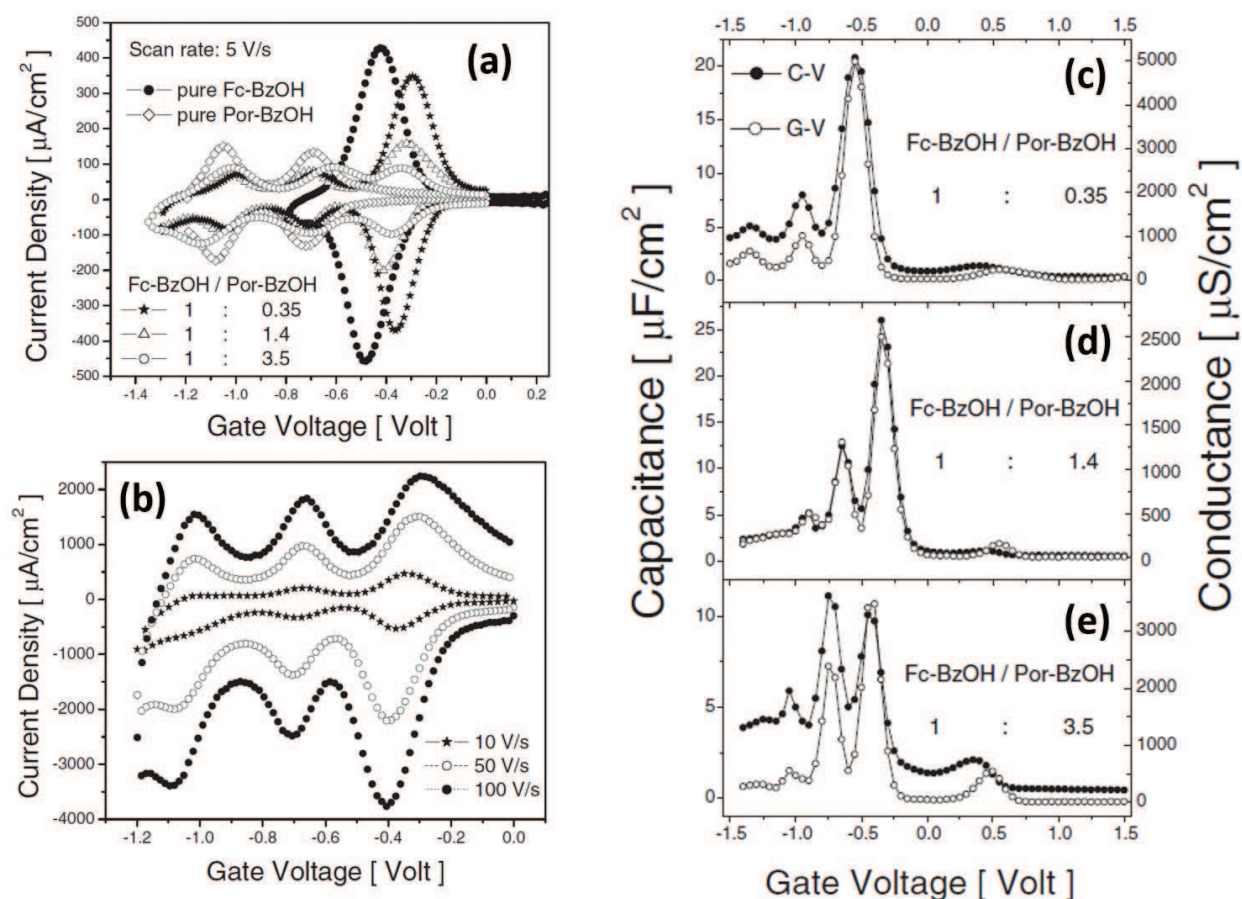 (a)
Scan rate: 5 V/s
pure Fc-BzOH
pure Por-BzOH
Fc-BzOH / Por-BzOH
1 : 0.35
1 : 1.4
1 : 3.5
500
400
300
200
100
0
-100
-200
-300
-400
-500
Current Density [ µA/cm² ]
-1.4 -1.2 -1.0 -0.8 -0.6 -0.4 -0.2 0.0 0.2
Gate Voltage [ Volt ]
(b)
2000
1000
0
-1000
-2000
-3000
-4000
Current Density [ µA/cm² ]
10 V/s
50 V/s
100 V/s
-1.2 -1.0 -0.8 -0.6 -0.4 -0.2 0.0
Gate Voltage [ Volt ]
-1.5 -1.0 -0.5 0.0 0.5 1.0 1.5
(c)
C-V
G-V
Fc-BzOH / Por-BzOH
1 : 0.35
20
15
10
5
0
5000
4000
3000
2000
1000
0
(d)
Fc-BzOH / Por-BzOH
1 : 1.4
25
20
15
10
5
0
2500
2000
1500
1000
500
0
(e)
Fc-BzOH / Por-BzOH
1 : 3.5
10
5
0
3000
2000
1000
0
Capacitance [ µF/cm² ]
Conductance [ µS/cm² ]
-1.5 -1.0 -0.5 0.0 0.5 1.0 1.5
Gate Voltage [ Volt ]